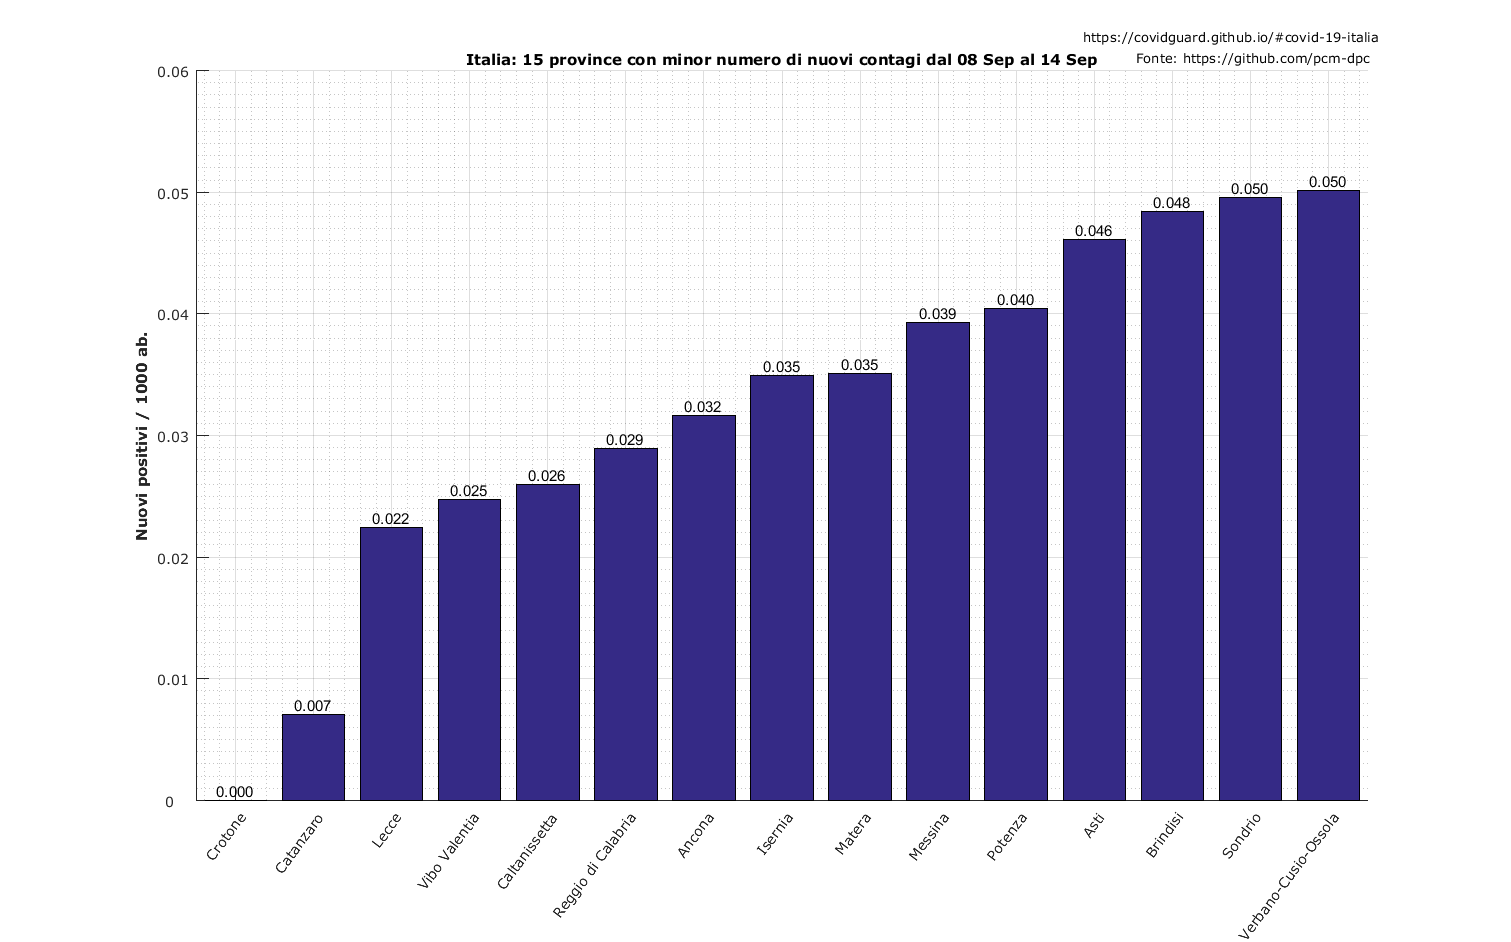 https://covidguard.github.io/#covid-19-italia
Italia: 15 province con minor numero di nuovi contagi dal 08 Sep al 14 Sep
Fonte: https://github.com/pcm-dpc
Nuovi positivi / 1000 ab.
0.06
0.05
0.04
0.03
0.02
0.01
0
0.000
0.007
0.022
0.025
0.026
0.029
0.032
0.035
0.035
0.039
0.040
0.046
0.048
0.050
0.050
Crotone
Catanzaro
Lecce
Vibo Valentia
Caltanissetta
Reggio di Calabria
Ancona
Isernia
Matera
Messina
Potenza
Asti
Brindisi
Sondrio
Verbano-Cusio-Ossola